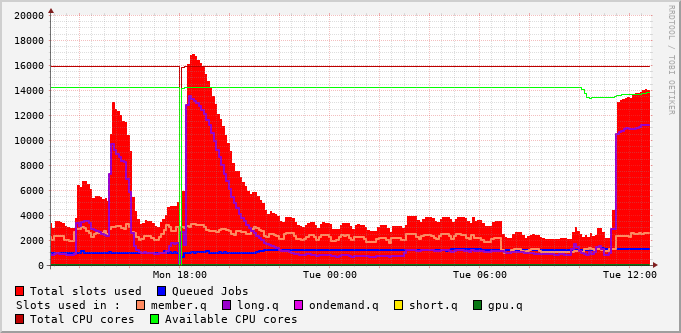 RRDTOOL / TOBI OETIKER
20000
18000
16000
14000
12000
10000
8000
6000
4000
2000
0
Mon 18:00 Tue 00:00 Tue 06:00 Tue 12:00
Total slots used Queued Jobs
Slots used in : member.q long.q ondemand.q short.q gpu.q
Total CPU cores Available CPU cores